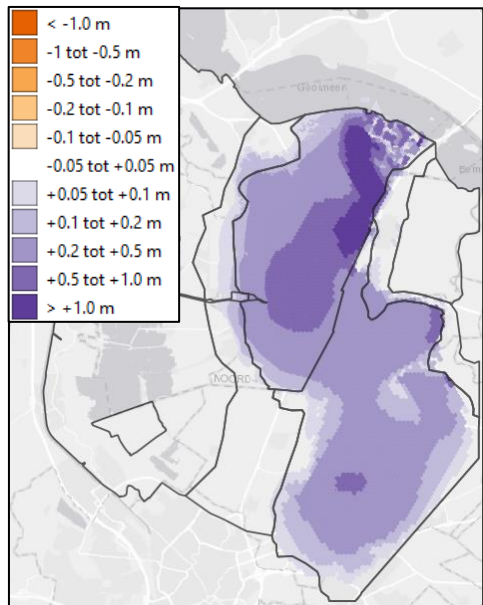 < -1.0 m
-1 tot -0.5 m
-0.5 tot -0.2 m
-0.2 tot -0.1 m
-0.1 tot -0.05 m
-0.05 tot +0.05 m
+0.05 tot +0.1 m
+0.1 tot +0.2 m
+0.2 tot +0.5 m
+0.5 tot +1.0 m
> +1.0 m
Gooimeer